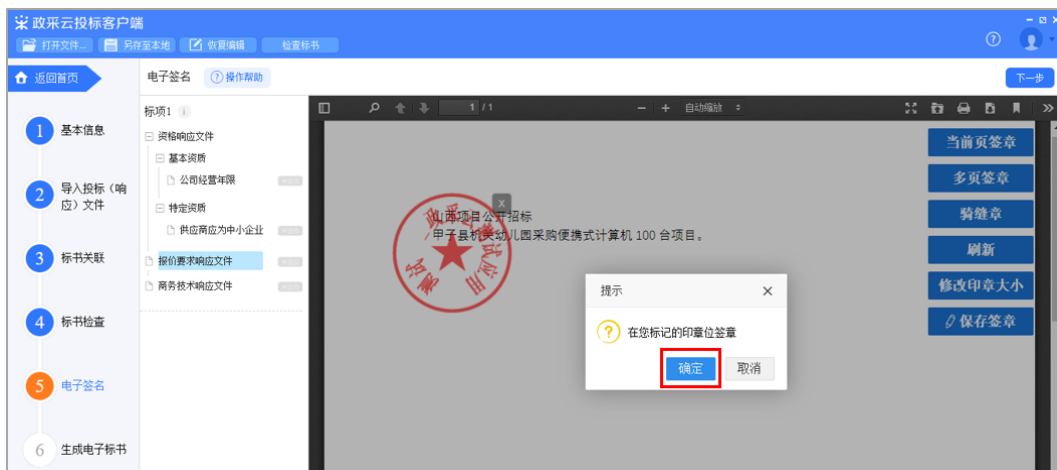 政采云投标客户端
打开文件... 另存至本地 恢复编辑 检查标书
返回首页
电子签名 操作帮助
下一步
1 基本信息
2 导入投标（响
应）文件
3 标书关联
4 标书检查
5 电子签名
6 生成电子标书
标项1
资格响应文件
基本资质
公司经营年限
特定资质
供应商应为中小企业
报价要求响应文件
商务技术响应文件
1 / 1
自动缩放
山西项目公开招标
甲子县机关幼儿园采购便携式计算机 100 台项目。
政采云测试应用
测试
当前页签章
多页签章
骑缝章
刷新
修改印章大小
保存签章
提示
在您标记的印章位签章
确定 取消